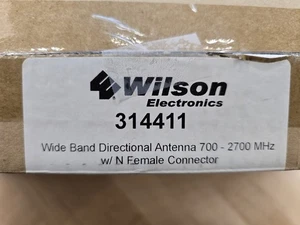 Wilson
Electronics
314411
Wide Band Directional Antenna 700 - 2700 MHz
w/ N Female Connector